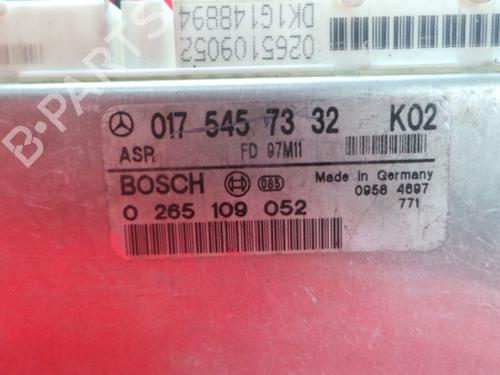 DK1G148894
0265109052
017 545 73 32 K02
ASR FD 97M11
BOSCH 085 Made in Germany
0956 4697
0 265 109 052 771
B-PARTS